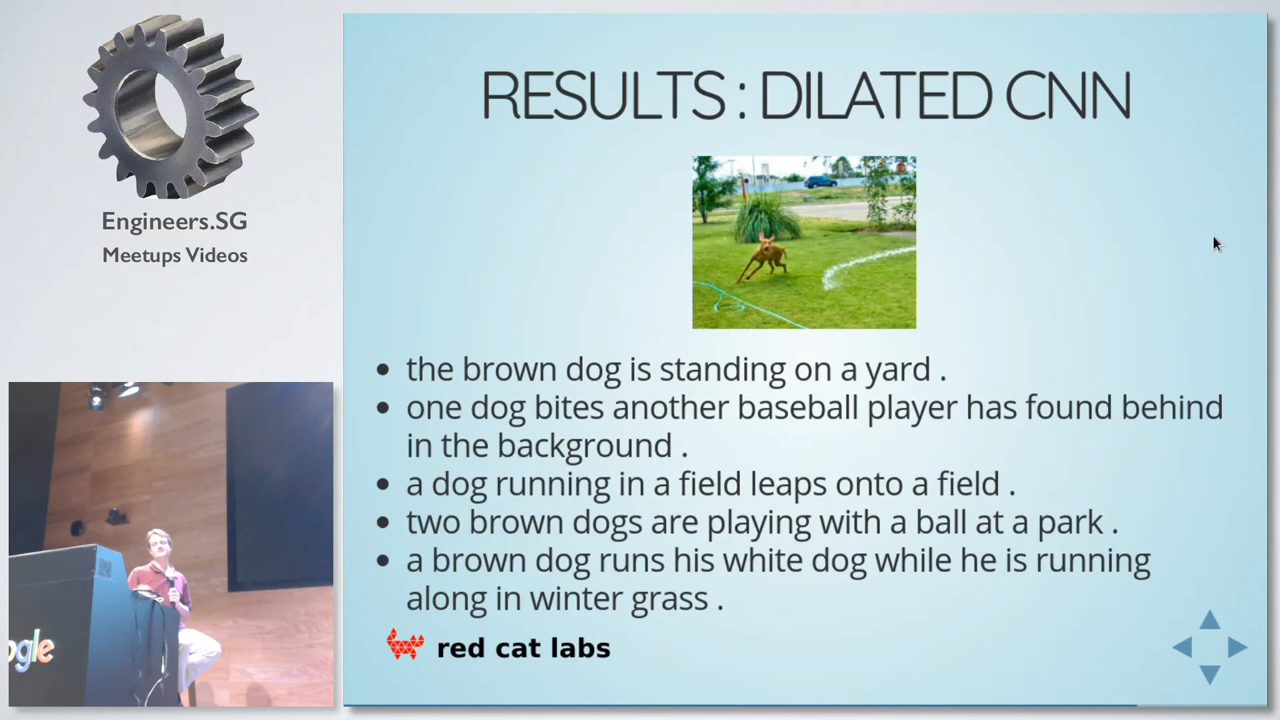 Engineers.SG
Meetups Videos
RESULTS : DILATED CNN
the brown dog is standing on a yard .
one dog bites another baseball player has found behind
in the background .
a dog running in a field leaps onto a field .
two brown dogs are playing with a ball at a park .
a brown dog runs his white dog while he is running
along in winter grass .
red cat labs
ogle